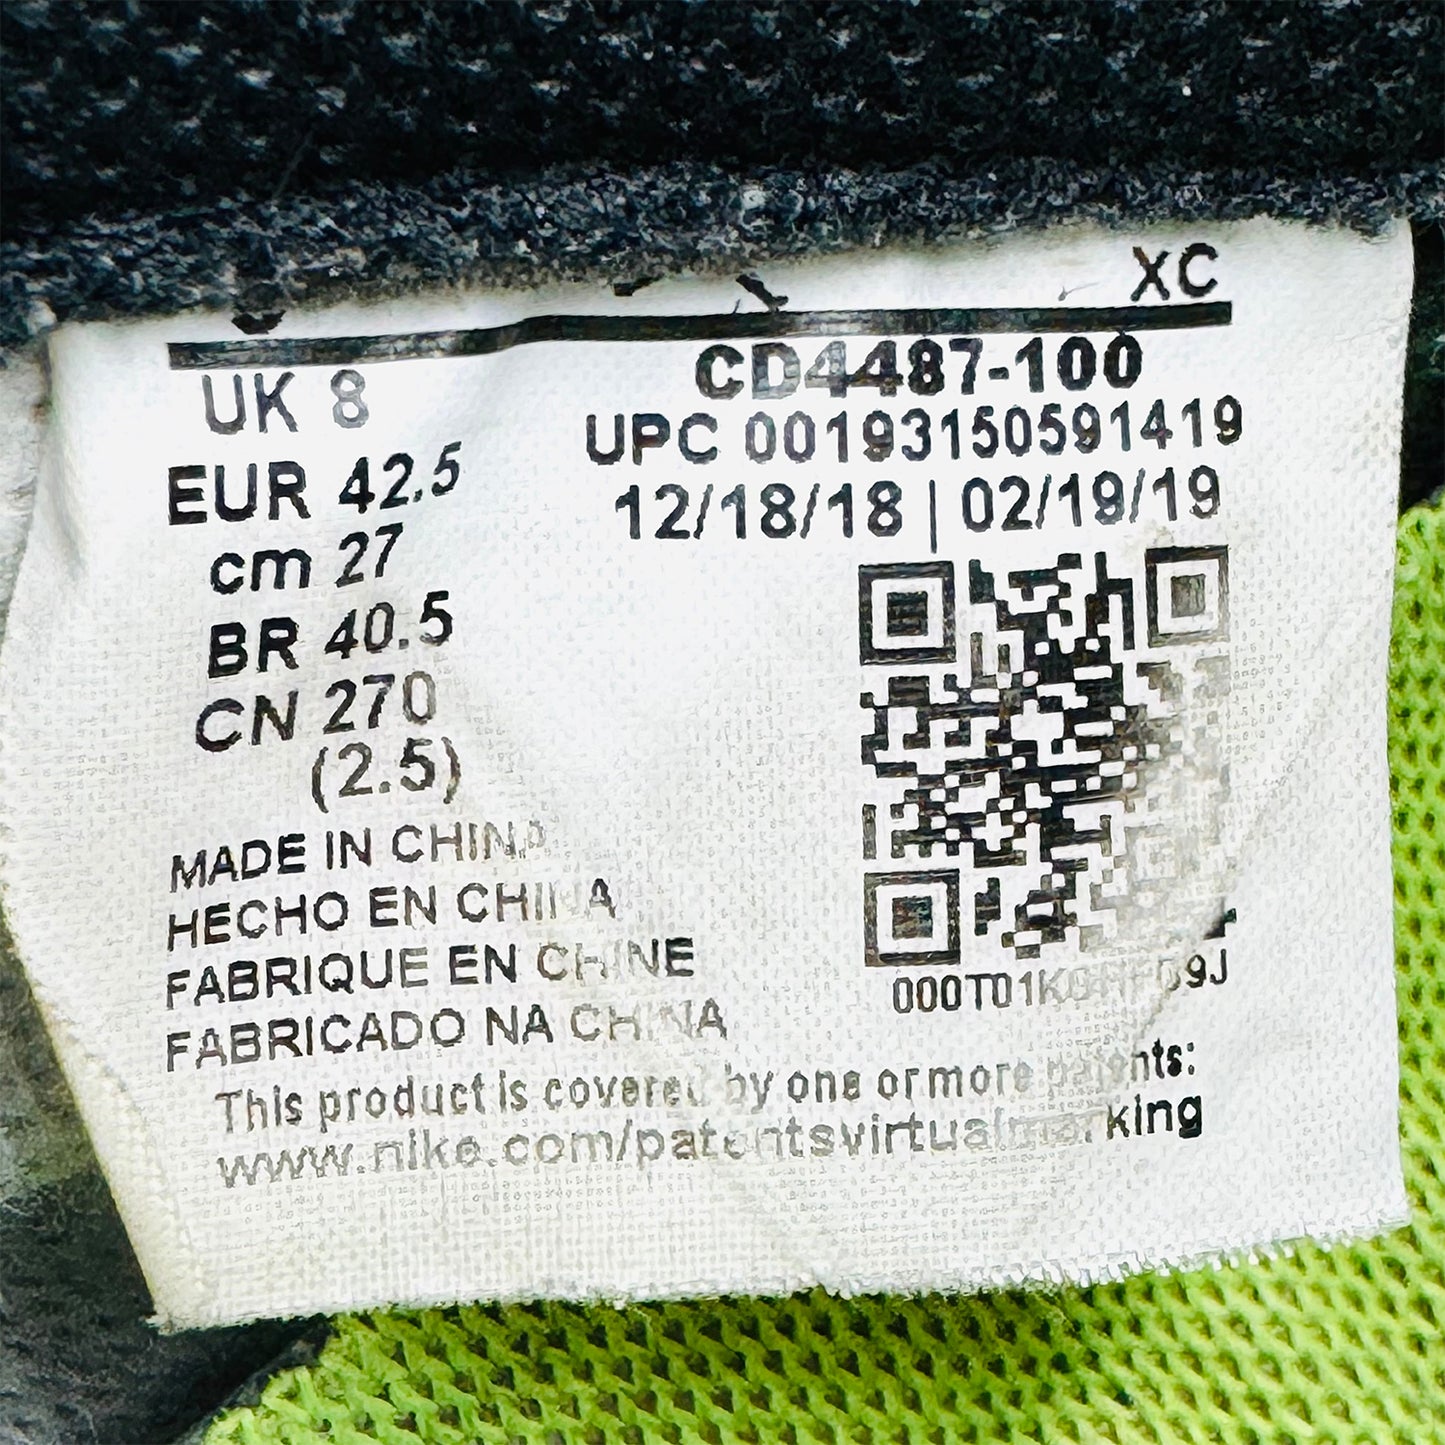 XC
UK 8
CD4487-100
EUR 42.5
UPC 00193150591419
cm 27
12/18/18 | 02/19/19
BR 40.5
CN 270
(2.5)
MADE IN CHINA
HECHO EN CHINA
FABRIQUE EN CHINE
FABRICADO NA CHINA
This product is covered by one or more patents:
www.nike.com/patentsvirtualmarking